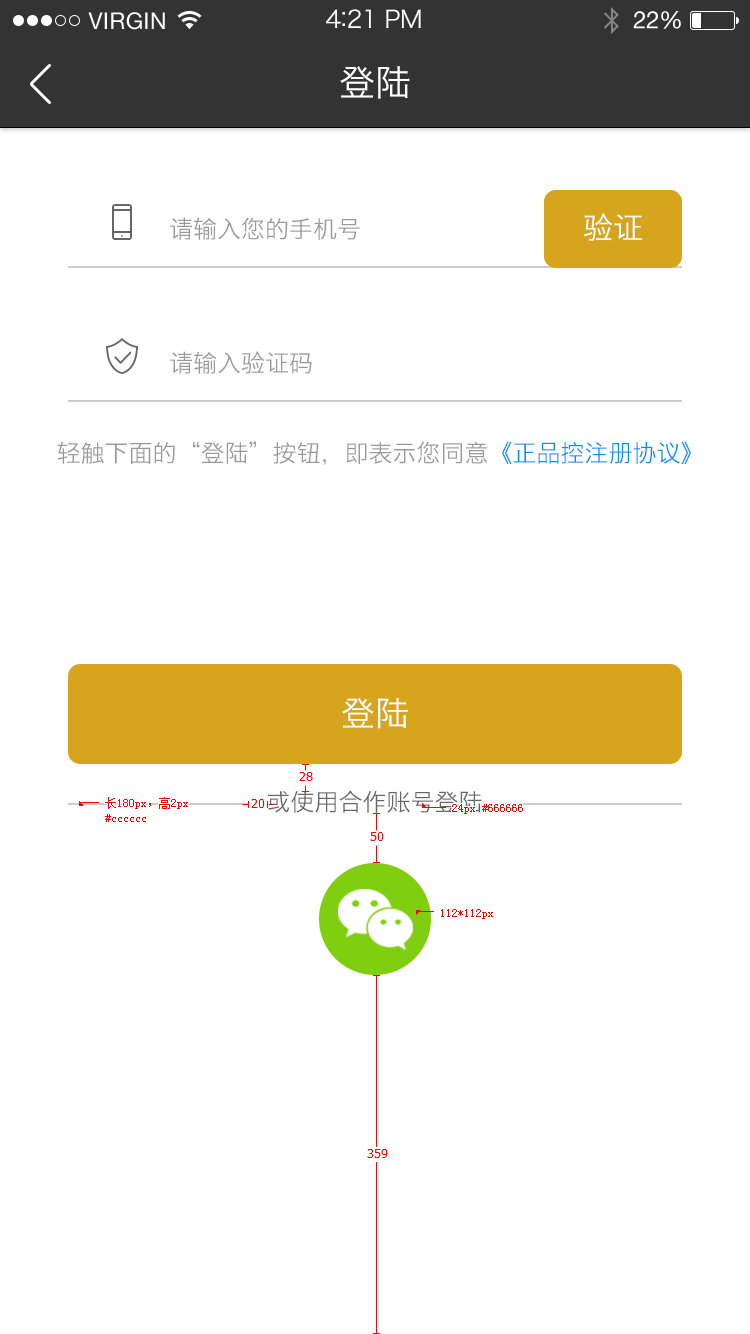 VIRGIN 4:21 PM 22%
登陆
请输入您的手机号 验证
请输入验证码
轻触下面的“登陆”按钮，即表示您同意《正品控注册协议》
登陆
28
长180px，高2px 20 或使用合作账号登陆 24px #666666
#cccccc
50
112*112px
359